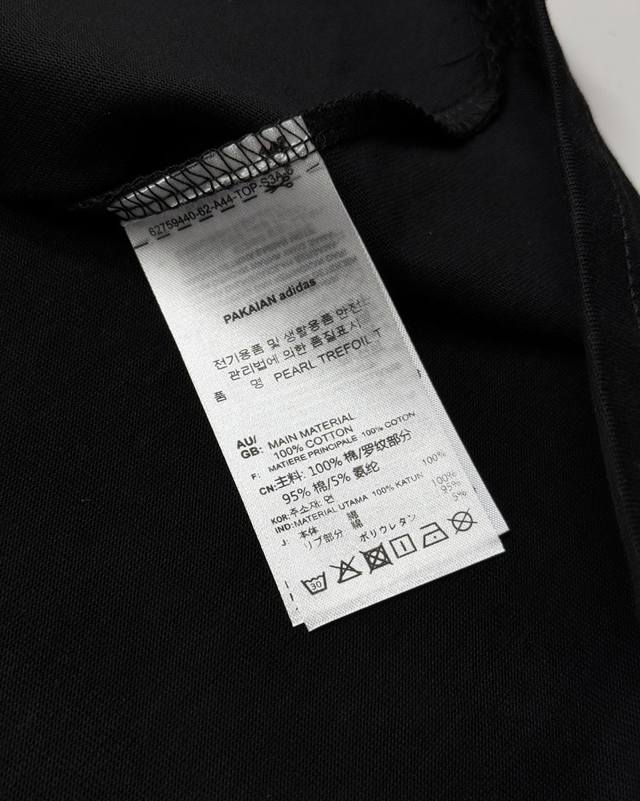 62759440-62-A44-TOP-S3A
PAKAIAN adidas
전기용품 및 생활용품 안전
관리법에 의한 품질표시
품 명 PEARL TREFOIL T
AU/
GB: MAIN MATERIAL
100% COTTON
F: MATIERE PRINCIPALE 100% COTON
CN:主料: 100% 棉/罗纹部分
95% 棉/5% 氨纶
KOR:주소재: 면 100%
IND:MATERIAL UTAMA 100% KATUN
J: 本体 綿 100%
リブ部分 綿 95%
ポリウレタン 5%
30